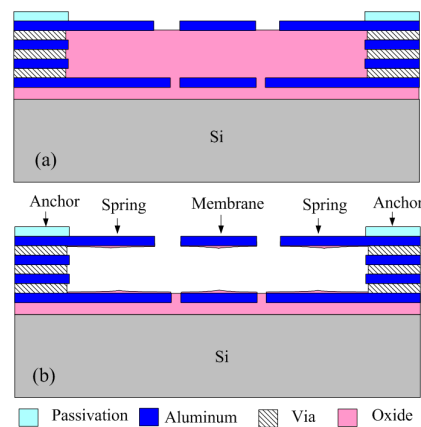 Si
(a)
Anchor Spring Membrane Spring Anchor
Si
(b)
Passivation Aluminum Via Oxide